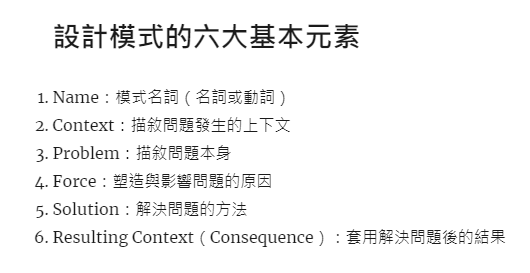 設計模式的六大基本元素
1. Name：模式名詞（名詞或動詞）
2. Context：描敘問題發生的上下文
3. Problem：描敘問題本身
4. Force：塑造與影響問題的原因
5. Solution：解決問題的方法
6. Resulting Context（Consequence）：套用解決問題後的結果